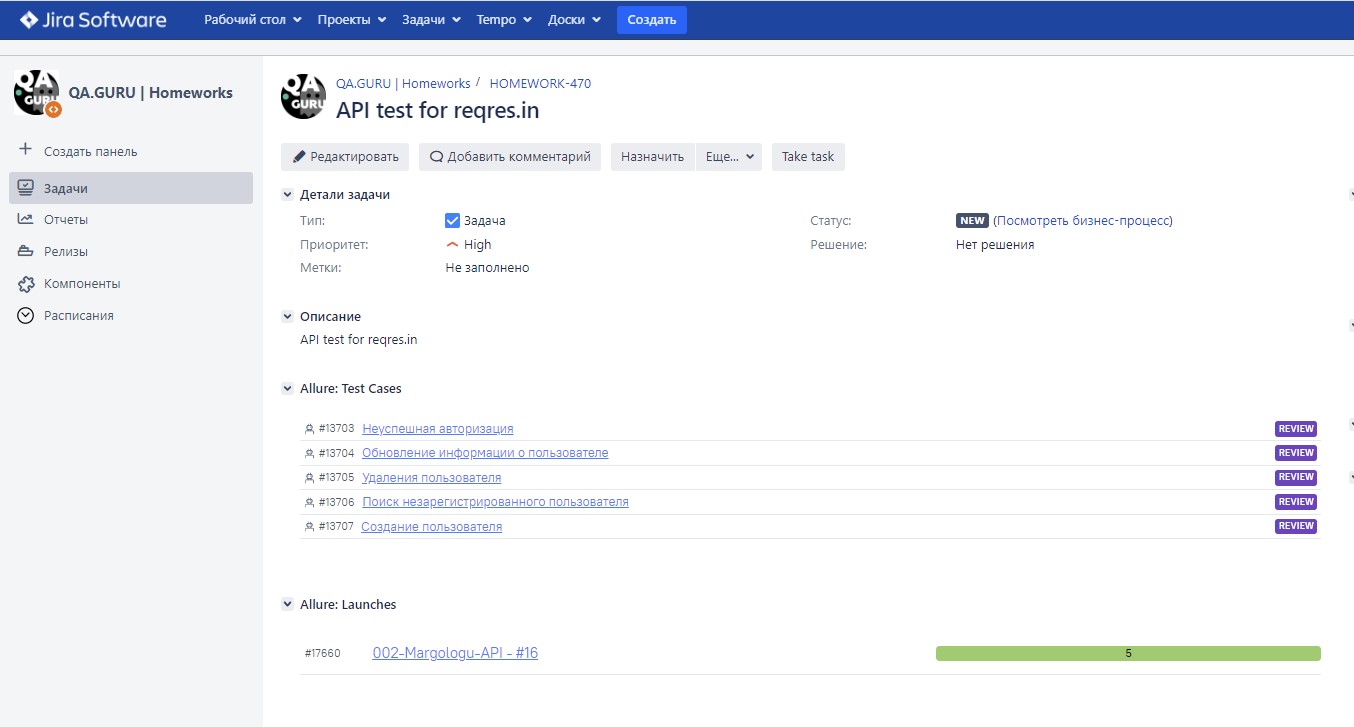 Jira Software Рабочий стол Проекты Задачи Tempo Доски Создать
QA GURU
QA.GURU | Homeworks
Создать панель
Задачи
Отчеты
Релизы
Компоненты
Расписания
QA GURU
QA.GURU | Homeworks / HOMEWORK-470
API test for reqres.in
Редактировать Добавить комментарий Назначить Еще... Take task
Детали задачи
Тип: Задача Статус: NEW (Посмотреть бизнес-процесс)
Приоритет: High Решение: Нет решения
Метки: Не заполнено
Описание
API test for reqres.in
Allure: Test Cases
#13703 Неуспешная авторизация REVIEW
#13704 Обновление информации о пользователе REVIEW
#13705 Удаления пользователя REVIEW
#13706 Поиск незарегистрированного пользователя REVIEW
#13707 Создание пользователя REVIEW
Allure: Launches
#17660 002-Margologu-API - #16 5